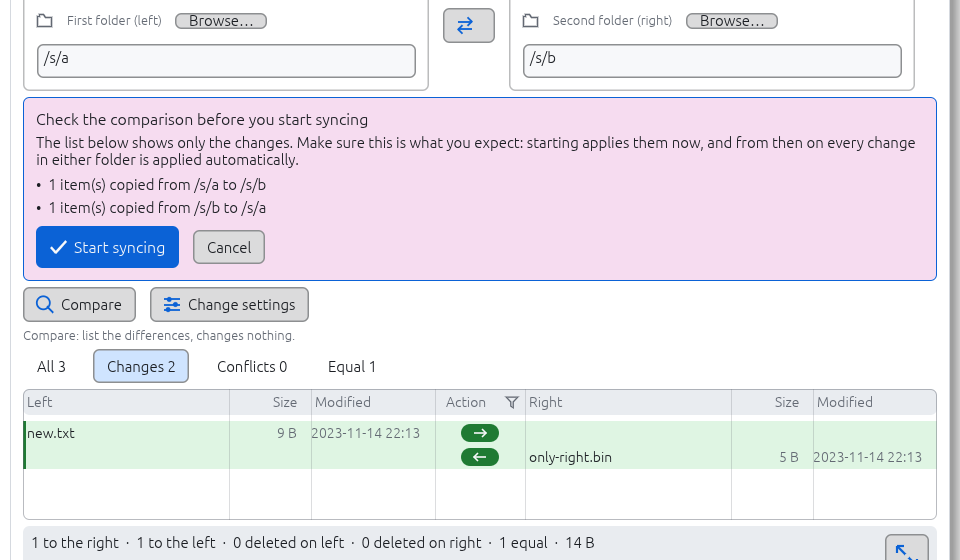 First folder (left) Browse... Second folder (right) Browse...
/s/a /s/b
Check the comparison before you start syncing
The list below shows only the changes. Make sure this is what you expect: starting applies them now, and from then on every change
in either folder is applied automatically.
• 1 item(s) copied from /s/a to /s/b
• 1 item(s) copied from /s/b to /s/a
Start syncing Cancel
Compare Change settings
Compare: list the differences, changes nothing.
All 3 Changes 2 Conflicts 0 Equal 1
Left Size Modified Action Right Size Modified
new.txt 9 B 2023-11-14 22:13 →
← only-right.bin 5 B 2023-11-14 22:13
1 to the right · 1 to the left · 0 deleted on left · 0 deleted on right · 1 equal · 14 B